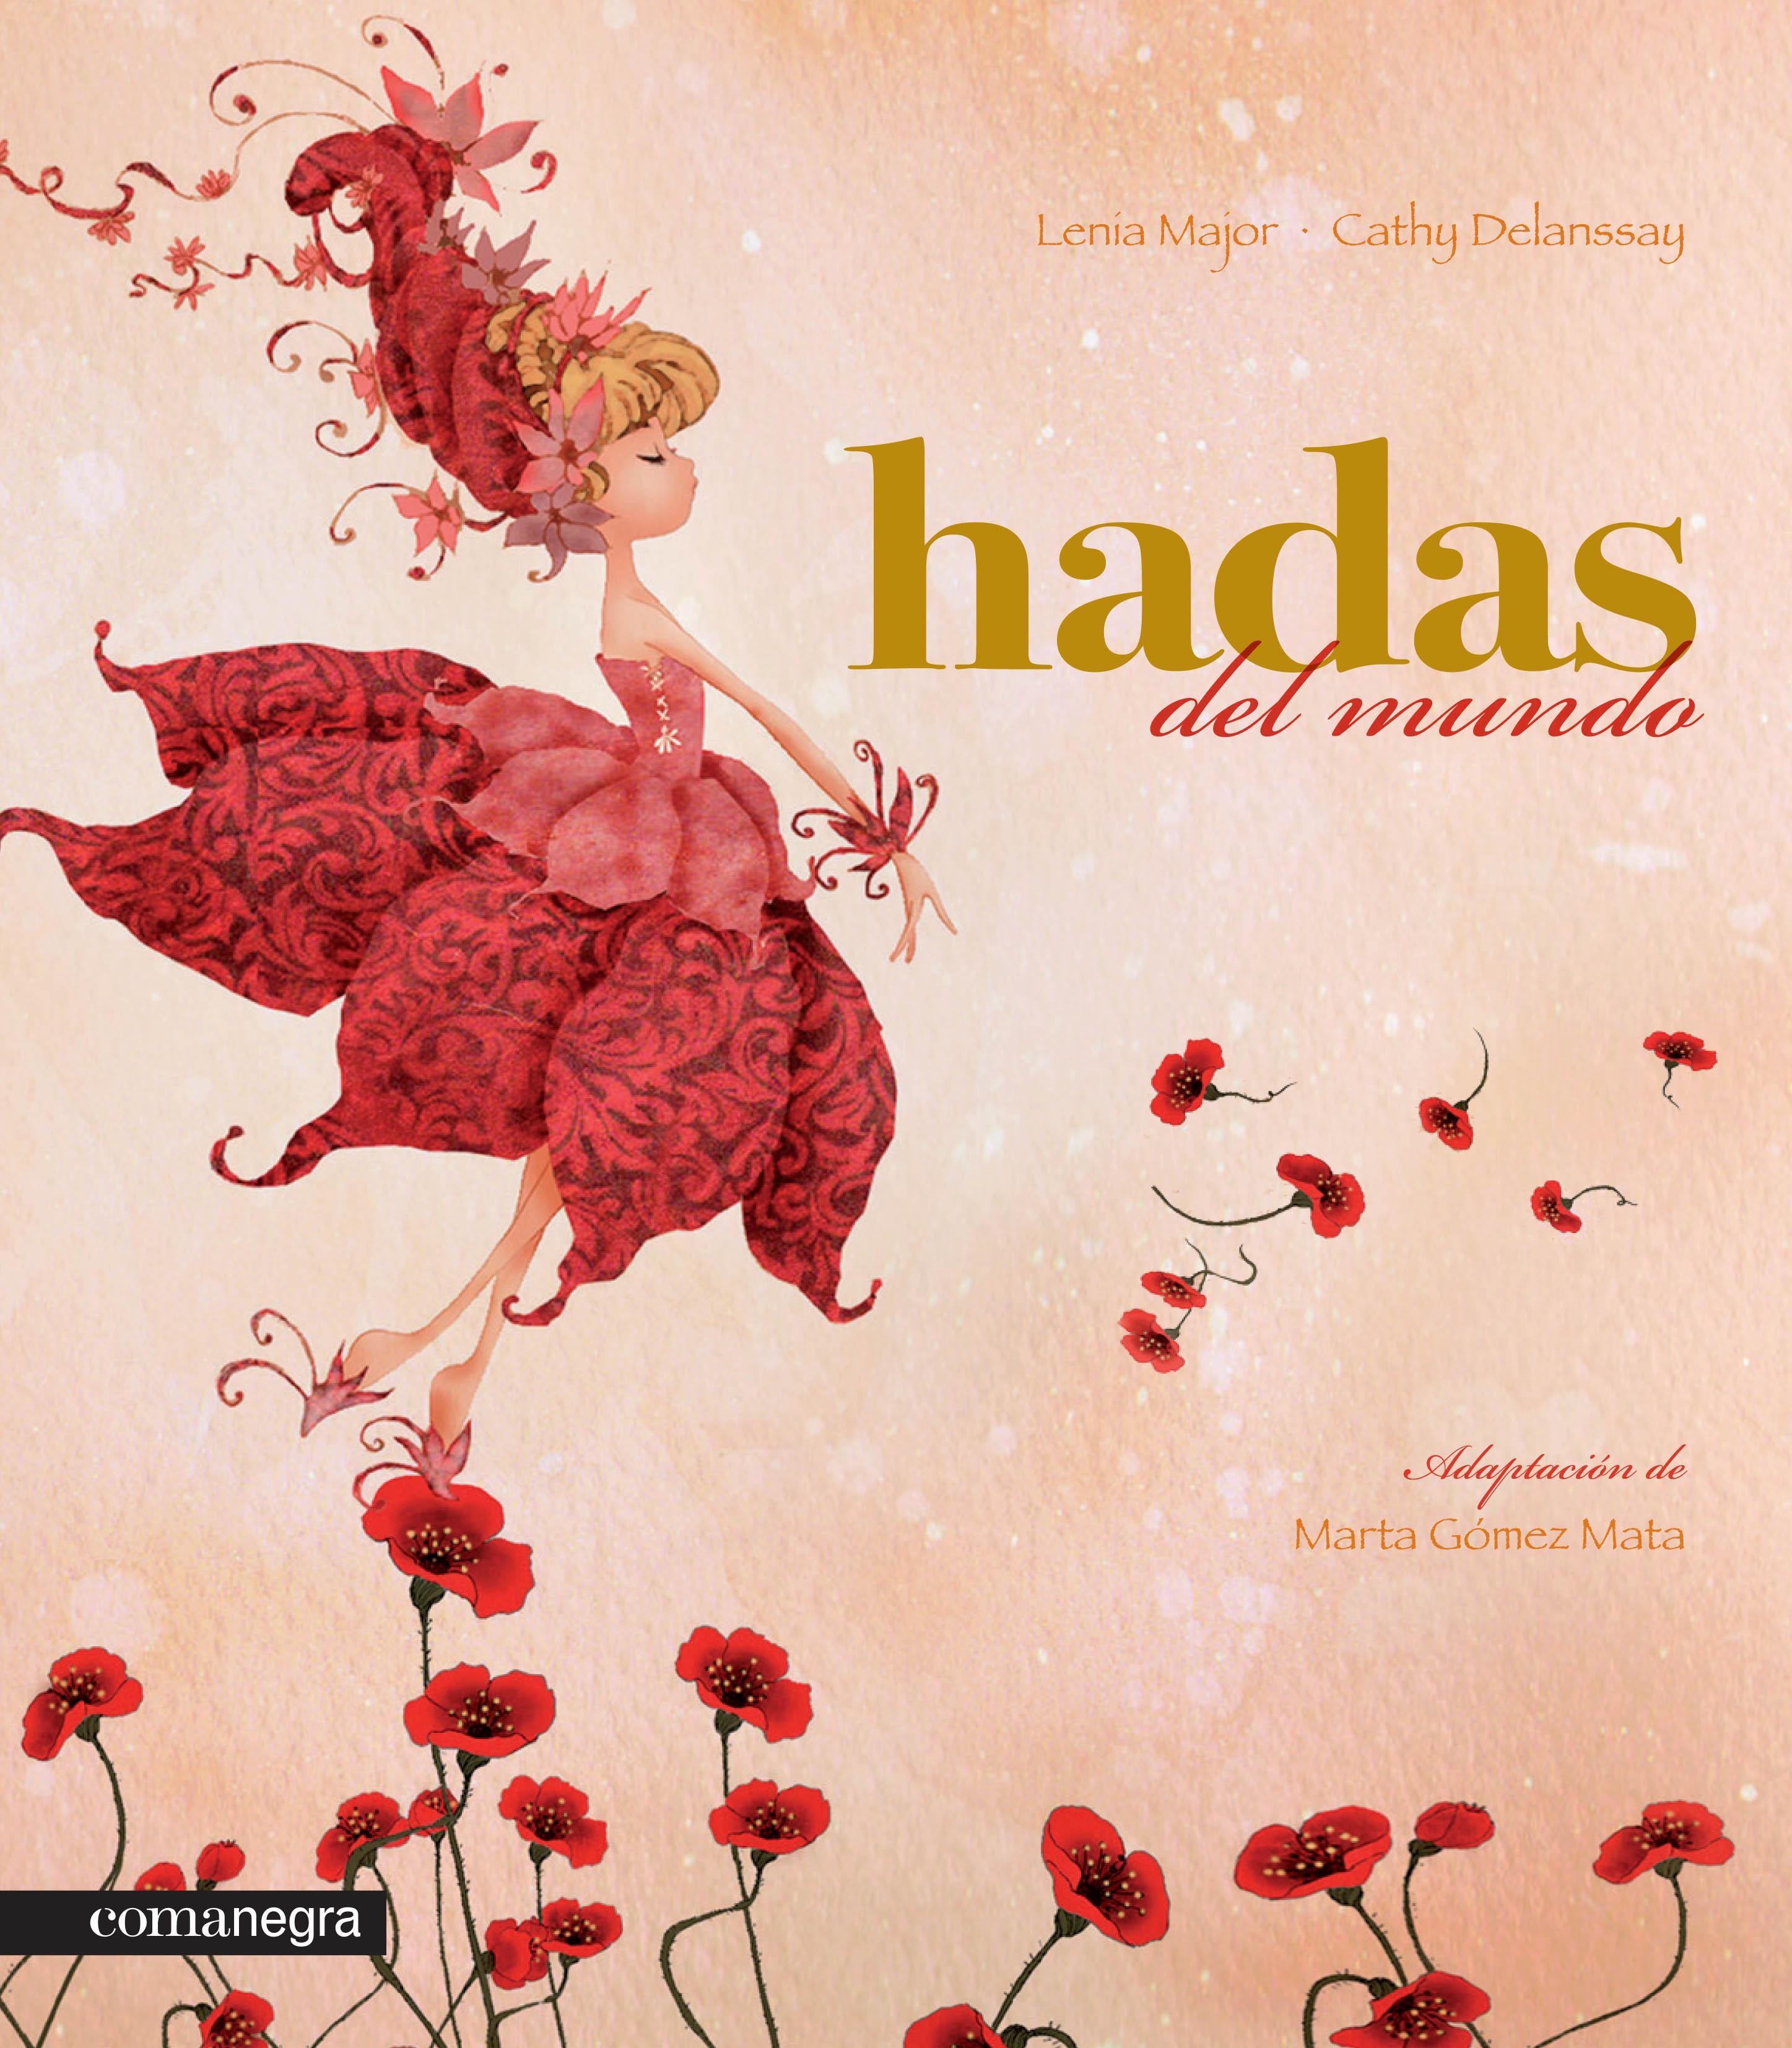 Lenia Major · Cathy Delanssay
hadas
del mundo
Adaptación de
Marta Gómez Mata
comanegra